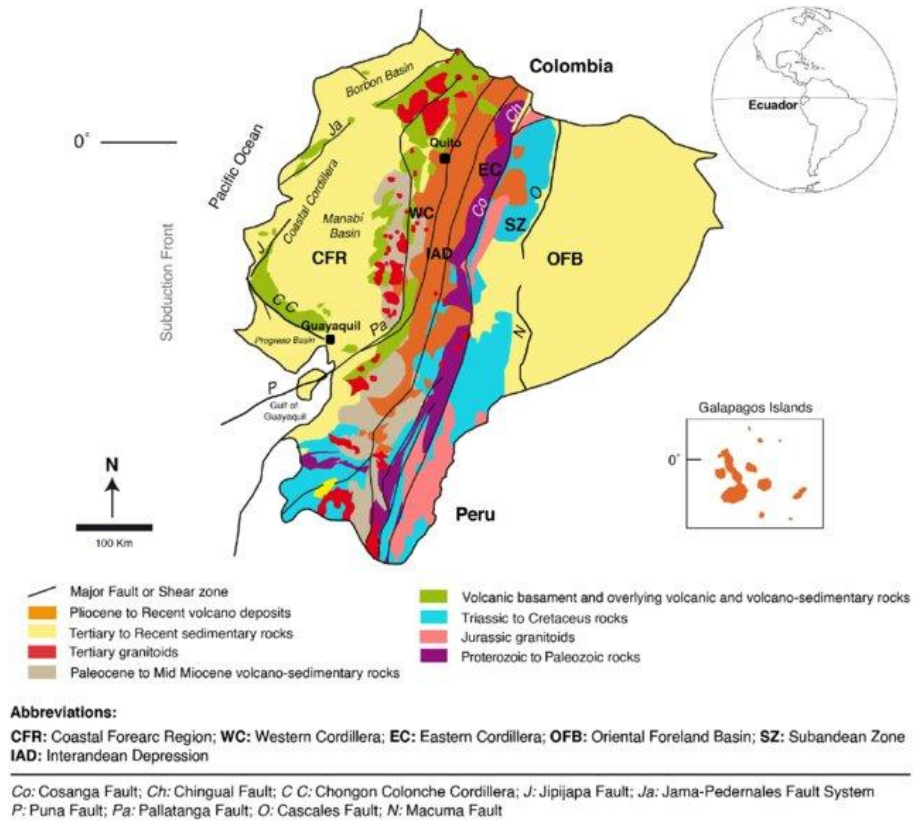 Colombia
Borbon Basin
Ecuador
Ch
0°
Ja
Quito
Pacific Ocean
EC
Coastal Cordillera
O
Co
WC
Manabí
Basin
SZ
J
CFR
IAD
OFB
Subduction Front
C C
Guayaquil
Pa
N
Progreso Basin
P
Gulf of
Guayaquil
Galapagos Islands
0°
N
Peru
100 Km
Major Fault or Shear zone
Pliocene to Recent volcano deposits
Tertiary to Recent sedimentary rocks
Tertiary granitoids
Paleocene to Mid Miocene volcano-sedimentary rocks
Volcanic basament and overlying volcanic and volcano-sedimentary rocks
Triassic to Cretaceus rocks
Jurassic granitoids
Proterozoic to Paleozoic rocks
Abbreviations:
CFR: Coastal Forearc Region; WC: Western Cordillera; EC: Eastern Cordillera; OFB: Oriental Foreland Basin; SZ: Subandean Zone
IAD: Interandean Depression
Co: Cosanga Fault; Ch: Chingual Fault; C C: Chongon Colonche Cordillera; J: Jipijapa Fault; Ja: Jama-Pedernales Fault System
P: Puna Fault; Pa: Pallatanga Fault; O: Cascales Fault; N: Macuma Fault